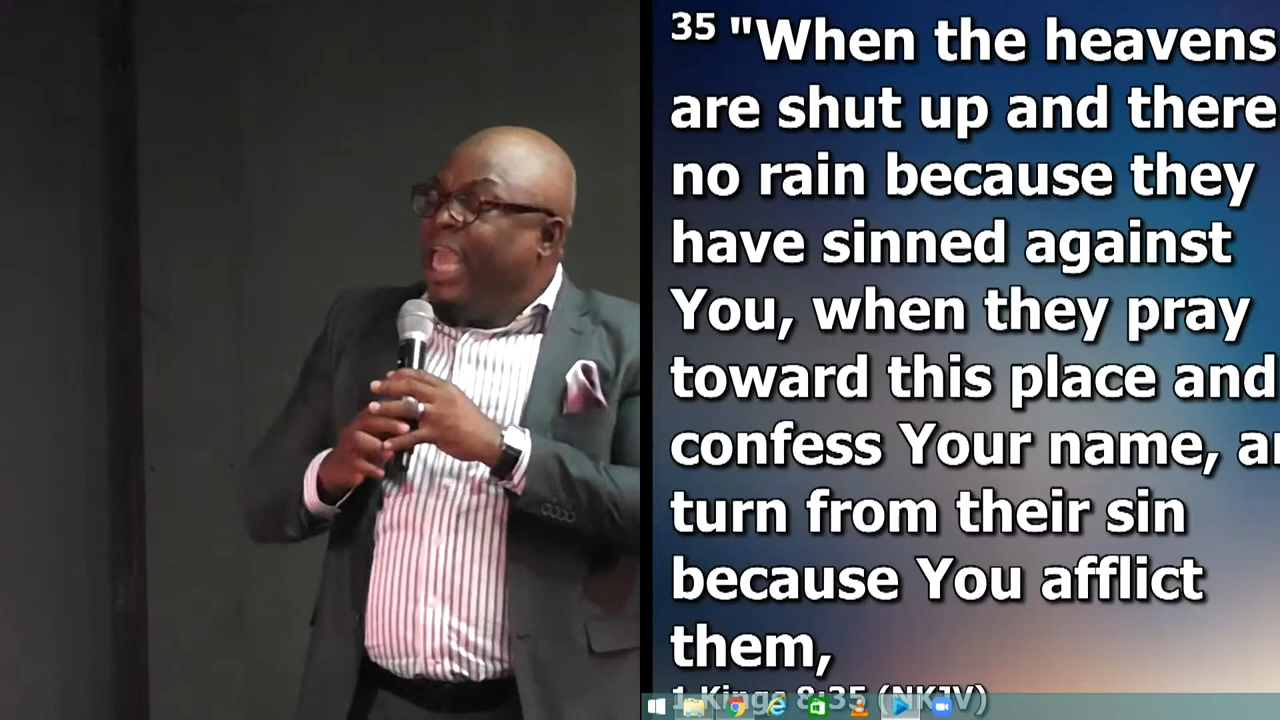 35 "When the heavens
are shut up and there
no rain because they
have sinned against
You, when they pray
toward this place and
confess Your name, a
turn from their sin
because You afflict
them,
1 Kings 8:35 (NKJV)